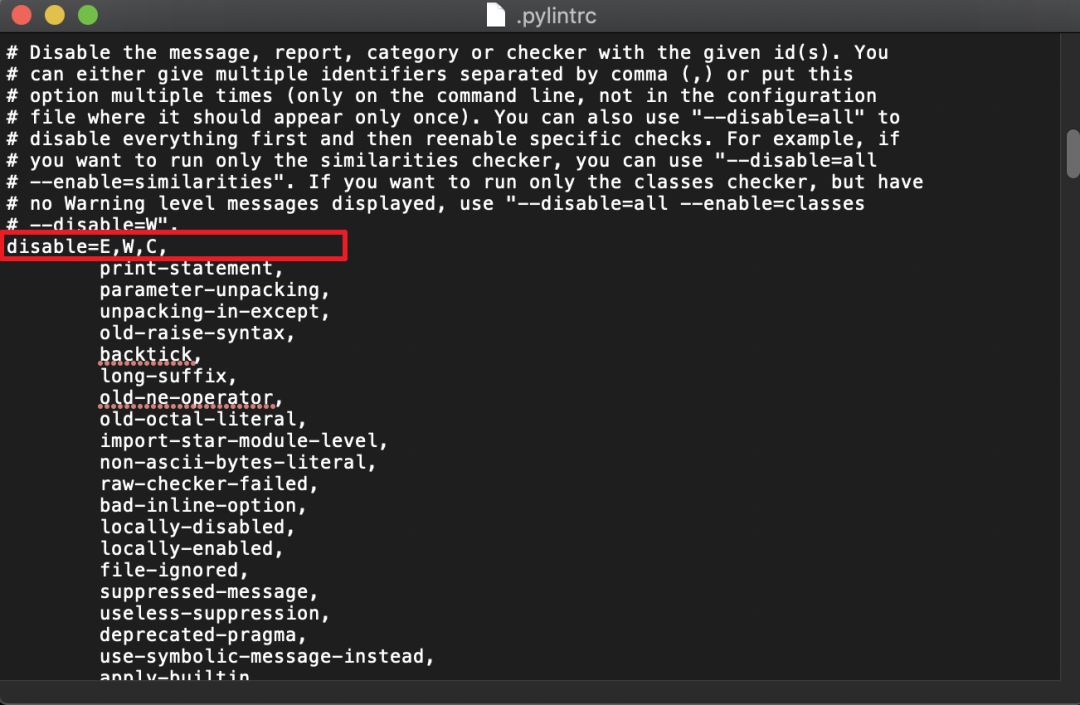 .pylintrc
# Disable the message, report, category or checker with the given id(s). You
# can either give multiple identifiers separated by comma (,) or put this
# option multiple times (only on the command line, not in the configuration
# file where it should appear only once). You can also use "--disable=all" to
# disable everything first and then reenable specific checks. For example, if
# you want to run only the similarities checker, you can use "--disable=all
# --enable=similarities". If you want to run only the classes checker, but have
# no Warning level messages displayed, use "--disable=all --enable=classes
# --disable=W".
disable=E,W,C,
print-statement,
parameter-unpacking,
unpacking-in-except,
old-raise-syntax,
backtick,
long-suffix,
old-ne-operator,
old-octal-literal,
import-star-module-level,
non-ascii-bytes-literal,
raw-checker-failed,
bad-inline-option,
locally-disabled,
locally-enabled,
file-ignored,
suppressed-message,
useless-suppression,
deprecated-pragma,
use-symbolic-message-instead,
apply-builtin